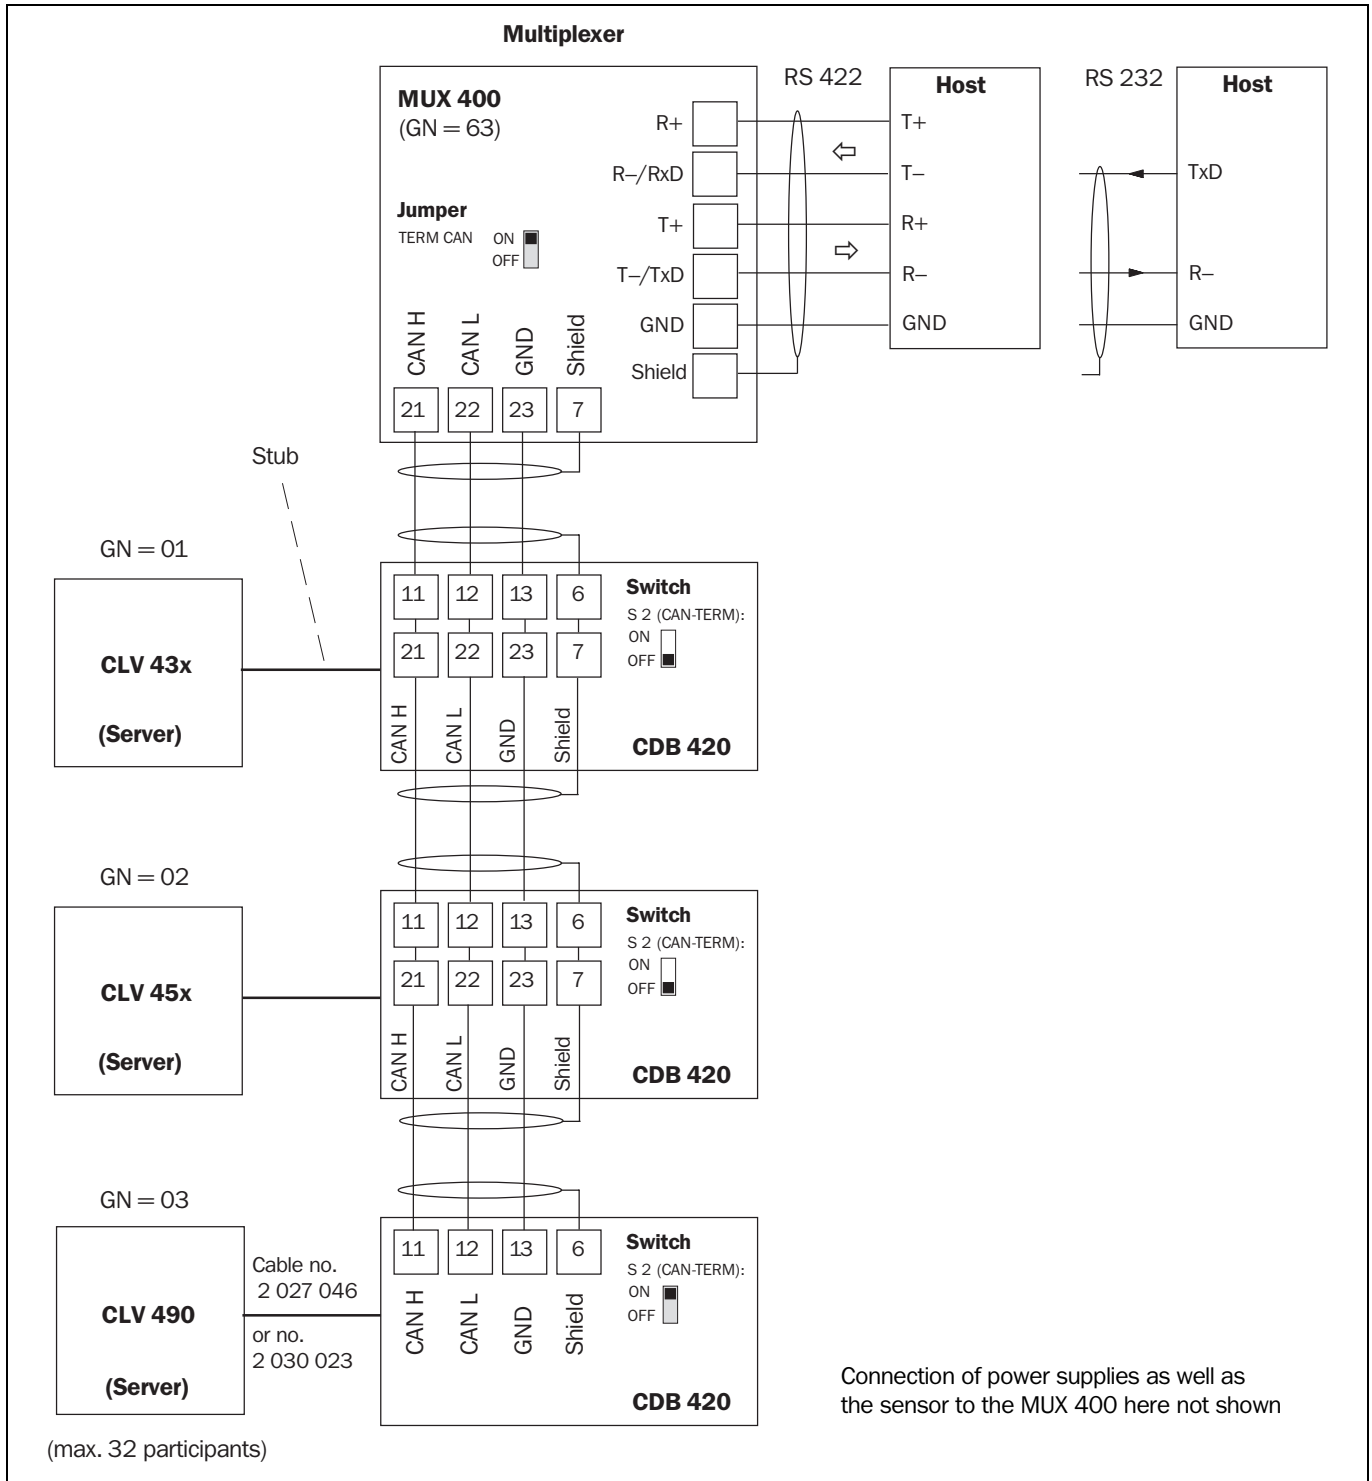 Multiplexer
MUX 400
(GN = 63)
Jumper
TERM CAN
ON
OFF
R+
R–/RxD
T+
T–/TxD
GND
Shield
CAN H
CAN L
GND
Shield
21
22
23
7
RS 422
Host
T+
T–
R+
R–
GND
RS 232
Host
TxD
R–
GND
Stub
GN = 01
CLV 43x
(Server)
11
12
13
6
21
22
23
7
CAN H
CAN L
GND
Shield
Switch
S 2 (CAN-TERM):
ON
OFF
CDB 420
GN = 02
CLV 45x
(Server)
11
12
13
6
21
22
23
7
CAN H
CAN L
GND
Shield
Switch
S 2 (CAN-TERM):
ON
OFF
CDB 420
GN = 03
CLV 490
(Server)
Cable no.
2 027 046
or no.
2 030 023
11
12
13
6
CAN H
CAN L
GND
Shield
Switch
S 2 (CAN-TERM):
ON
OFF
CDB 420
Connection of power supplies as well as
the sensor to the MUX 400 here not shown
(max. 32 participants)